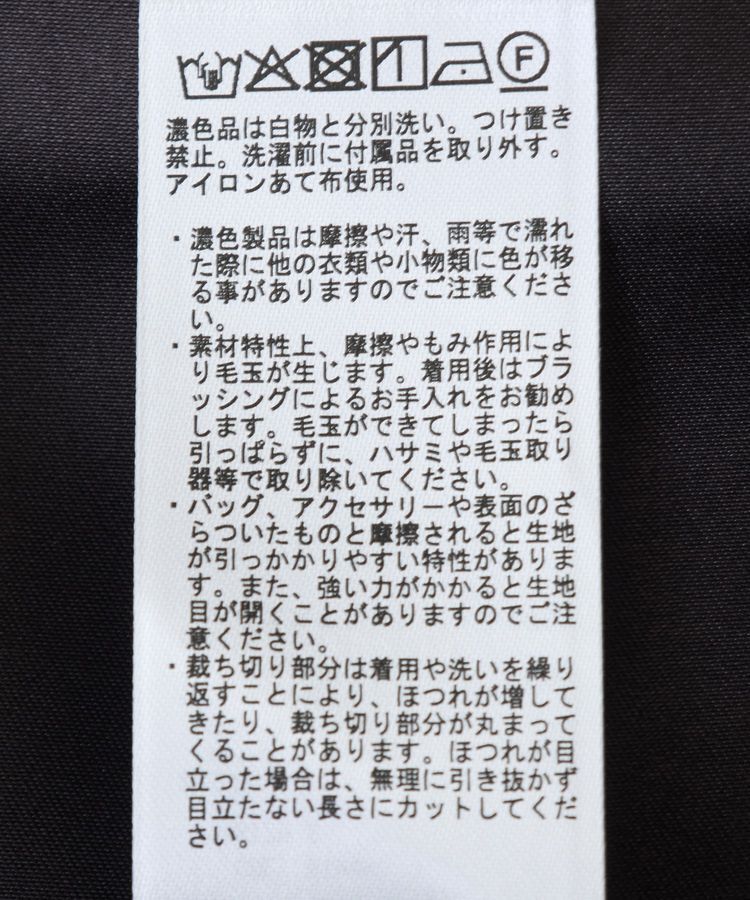 F
濃色品は白物と分別洗い。つけ置き
禁止。洗濯前に付属品を取り外す。
アイロンあて布使用。
・濃色製品は摩擦や汗、雨等で濡れ
た際に他の衣類や小物類に色が移
る事がありますのでご注意くださ
い。
・素材特性上、摩擦やもみ作用によ
り毛玉が生じます。着用後はブラ
ッシングによるお手入れをお勧め
します。毛玉ができてしまったら
引っぱらずに、ハサミや毛玉取り
器等で取り除いてください。
・バッグ、アクセサリーや表面のざ
らついたものと摩擦されると生地
が引っかかりやすい特性がありま
す。また、強い力がかかると生地
目が開くことがありますのでご注
意ください。
・裁ち切り部分は着用や洗いを繰り
返すことにより、ほつれが増して
きたり、裁ち切り部分が丸まって
くることがあります。ほつれが目
立った場合は、無理に引き抜かず
目立たない長さにカットしてくだ
さい。